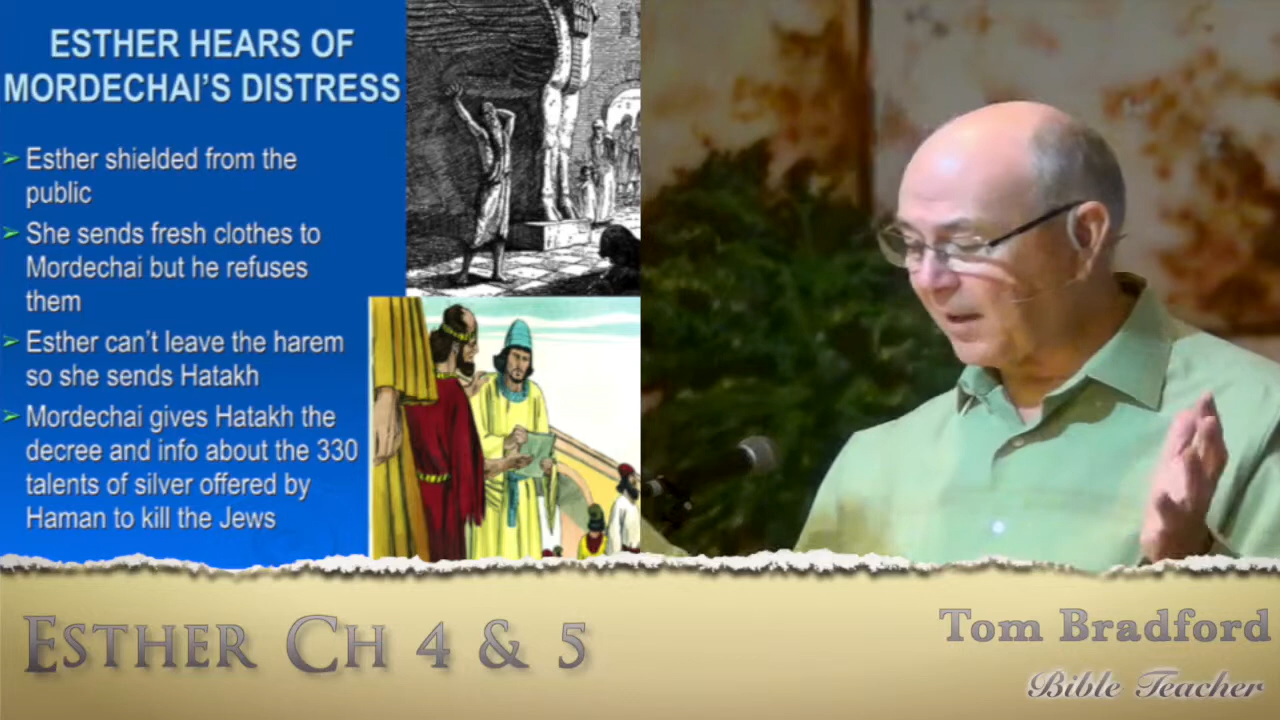 ESTHER HEARS OF
MORDECHAI'S DISTRESS
➢ Esther shielded from the
public
➢ She sends fresh clothes to
Mordechai but he refuses
them
➢ Esther can't leave the harem
so she sends Hatakh
➢ Mordechai gives Hatakh the
decree and info about the 330
talents of silver offered by
Haman to kill the Jews
ESTHER CH 4 & 5
Tom Bradford
Bible Teacher